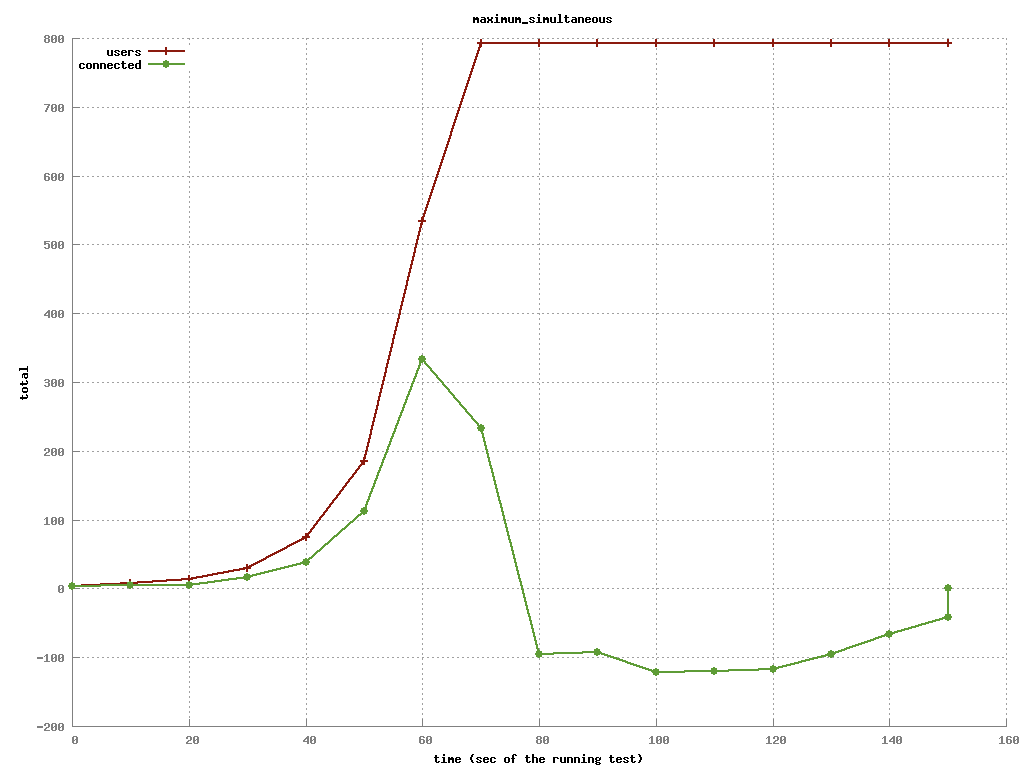 maximum_simultaneous
users
connected
800
700
600
500
400
300
200
100
0
-100
-200
total
0 20 40 60 80 100 120 140 160
time (sec of the running test)